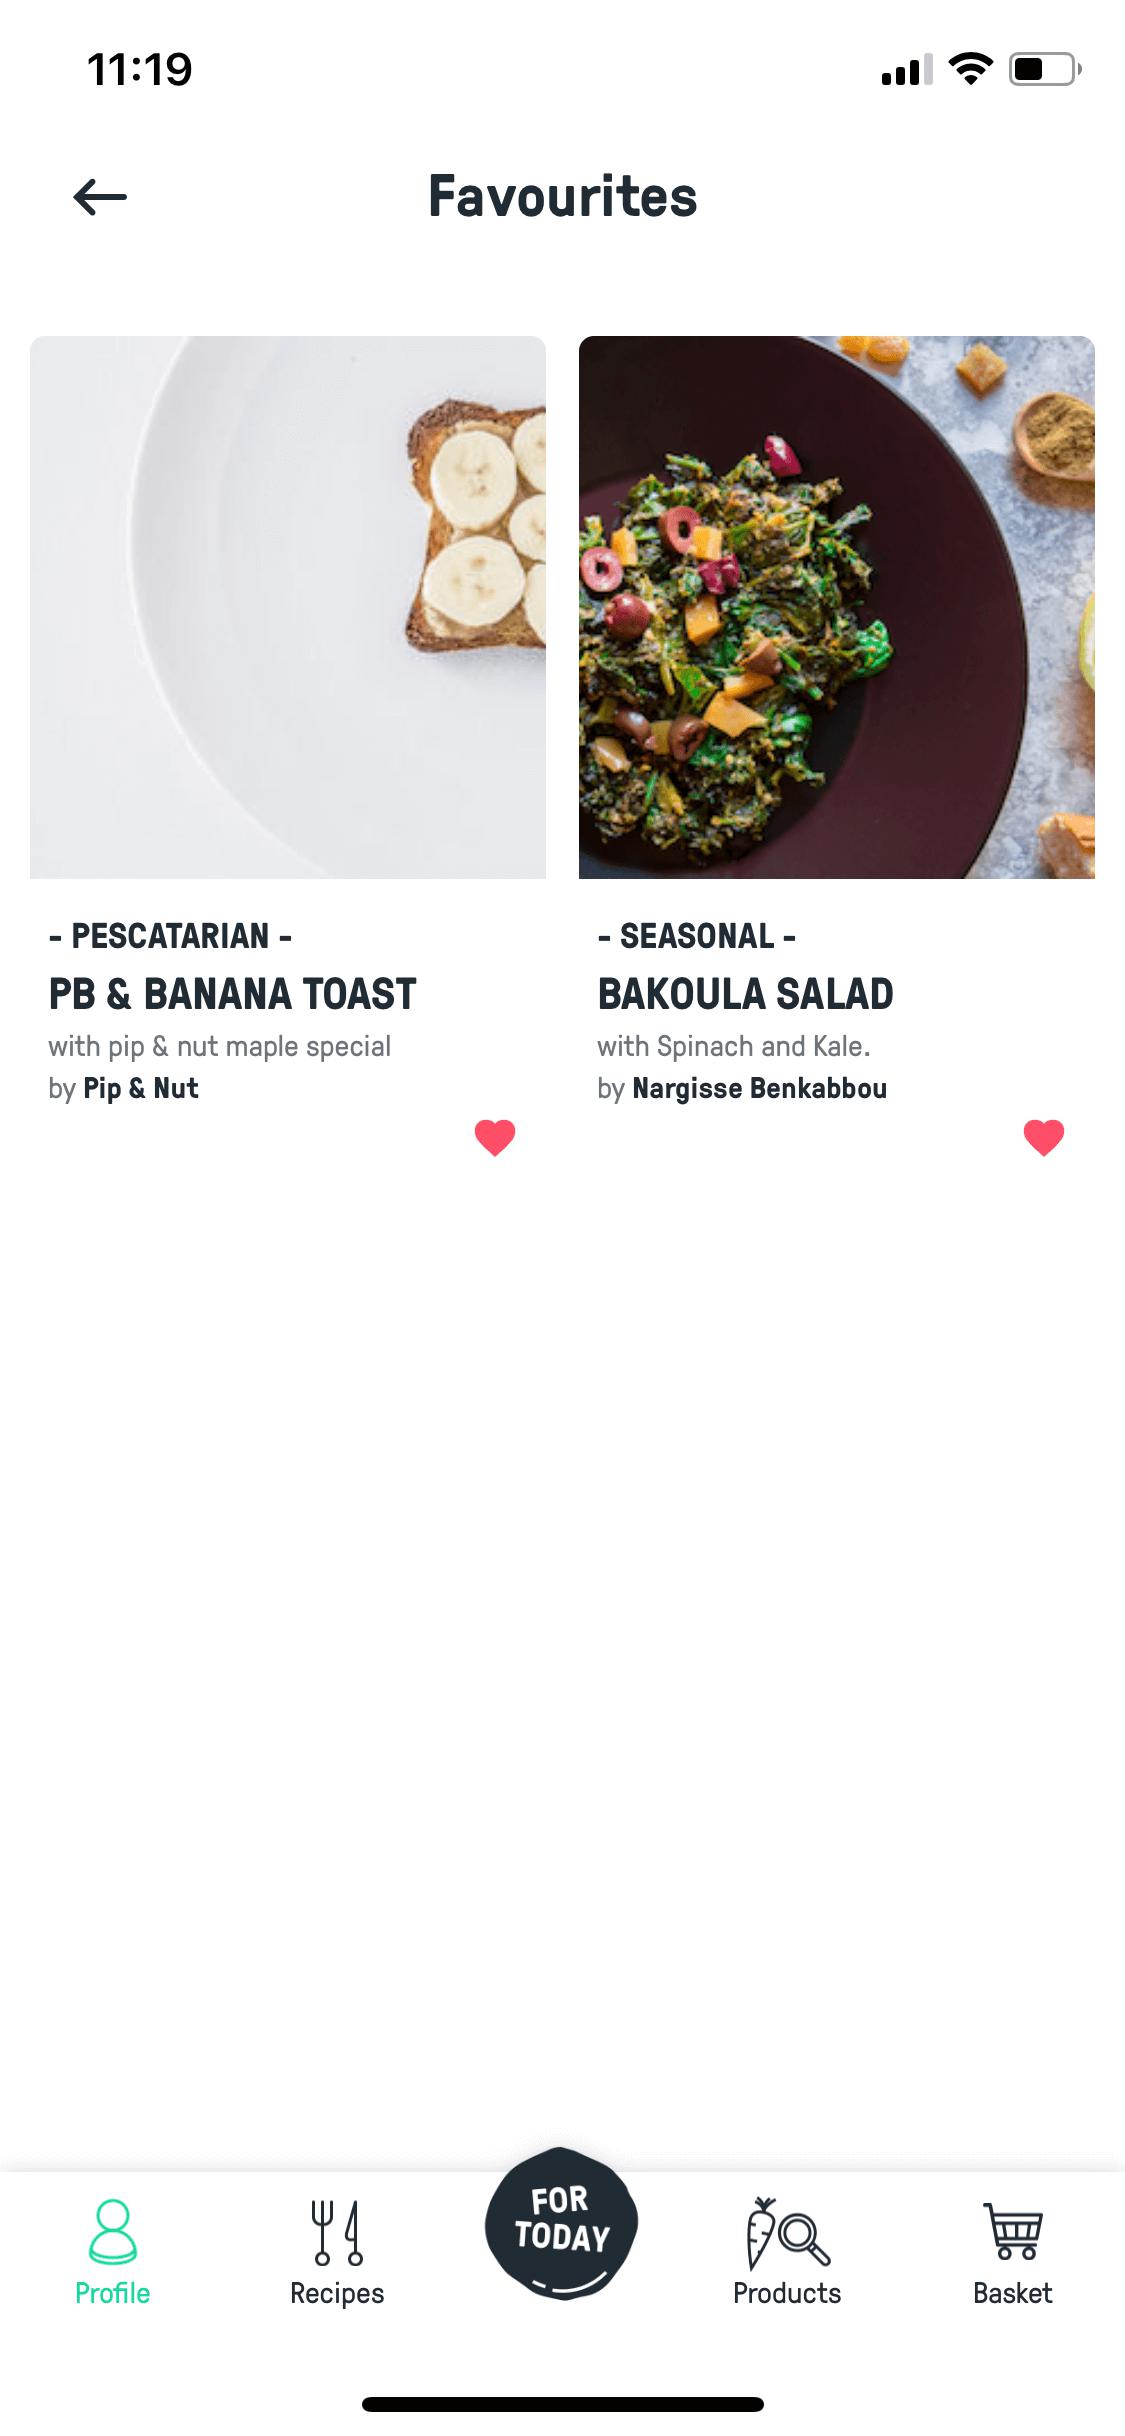 11:19
Favourites
- PESCATARIAN -
PB & BANANA TOAST
with pip & nut maple special
by Pip & Nut
- SEASONAL -
BAKOULA SALAD
with Spinach and Kale.
by Nargisse Benkabbou
Profile
Recipes
FOR
TODAY
Products
Basket